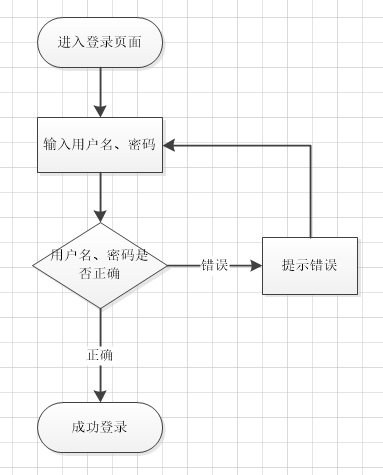 进入登录页面
输入用户名、密码
用户名、密码是
否正确
错误
提示错误
正确
成功登录